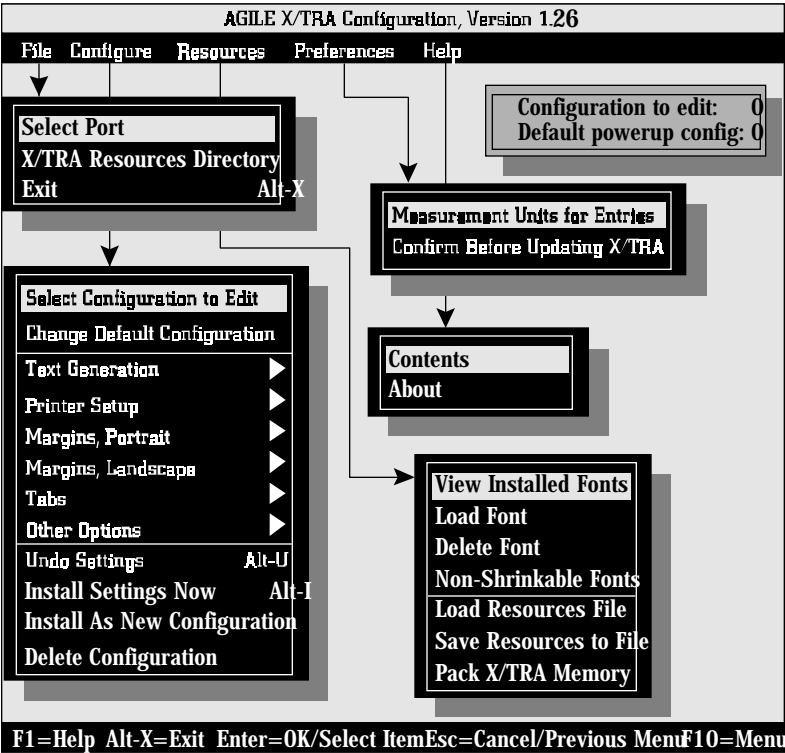 AGILE X/TRA Configuration, Version 1.26
File Configure Resources Preferences Help
Configuration to edit: 0
Default powerup config: 0
Select Port
X/TRA Resources Directory
Exit Alt-X
Measurement Units for Entries
Confirm Before Updating X/TRA
Select Configuration to Edit
Change Default Configuration
Text Generation
Printer Setup
Margins, Portrait
Margins, Landscape
Tabs
Other Options
Undo Settings Alt-U
Install Settings Now Alt-I
Install As New Configuration
Delete Configuration
Contents
About
View Installed Fonts
Load Font
Delete Font
Non-Shrinkable Fonts
Load Resources File
Save Resources to File
Pack X/TRA Memory
F1=Help Alt-X=Exit Enter=OK/Select Item Esc=Cancel/Previous Menu F10=Menu